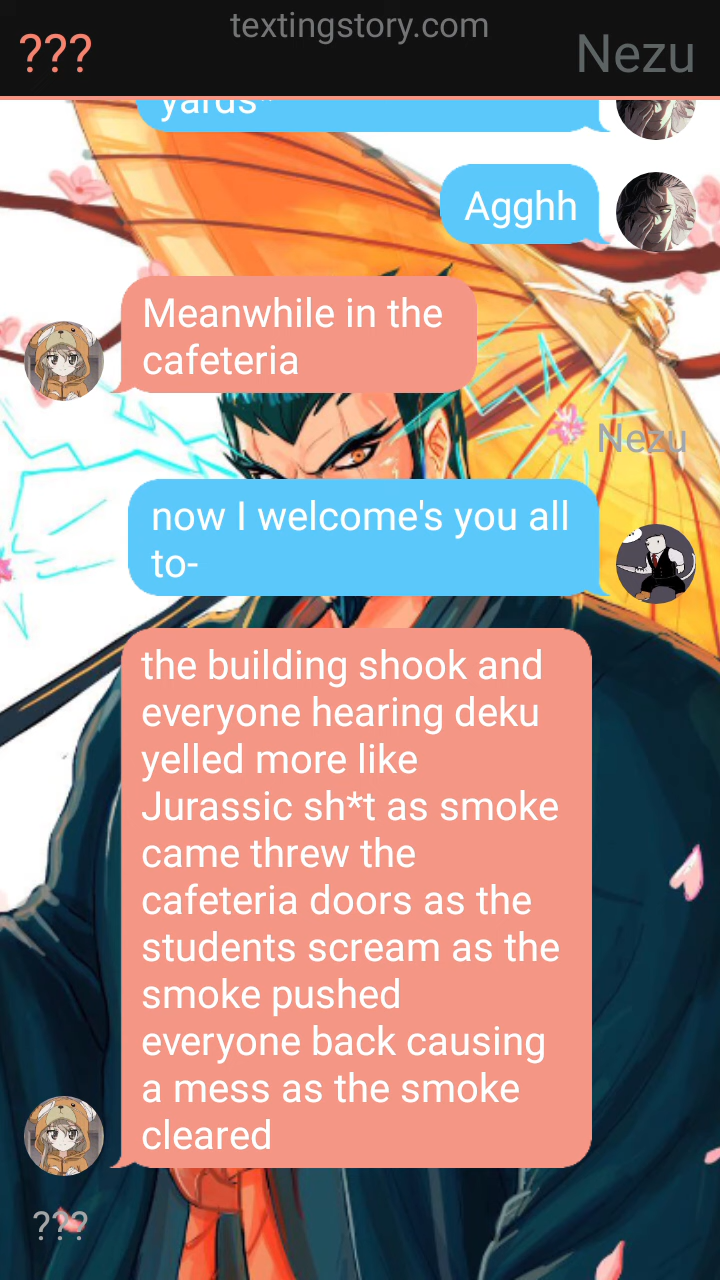 textingstory.com
???
Nezu
yards"
Agghh
Meanwhile in the
cafeteria
Nezu
now I welcome's you all
to-
the building shook and
everyone hearing deku
yelled more like
Jurassic sh*t as smoke
came threw the
cafeteria doors as the
students scream as the
smoke pushed
everyone back causing
a mess as the smoke
cleared
???